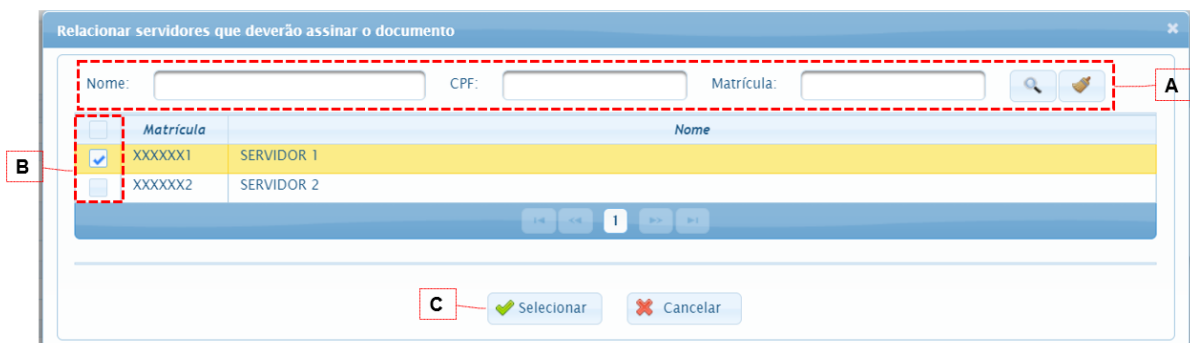 Relacionar servidores que deverão assinar o documento
Nome: CPF: Matrícula:
A
Matrícula Nome
B
XXXXXX1 SERVIDOR 1
XXXXXX2 SERVIDOR 2
1
C
Selecionar Cancelar